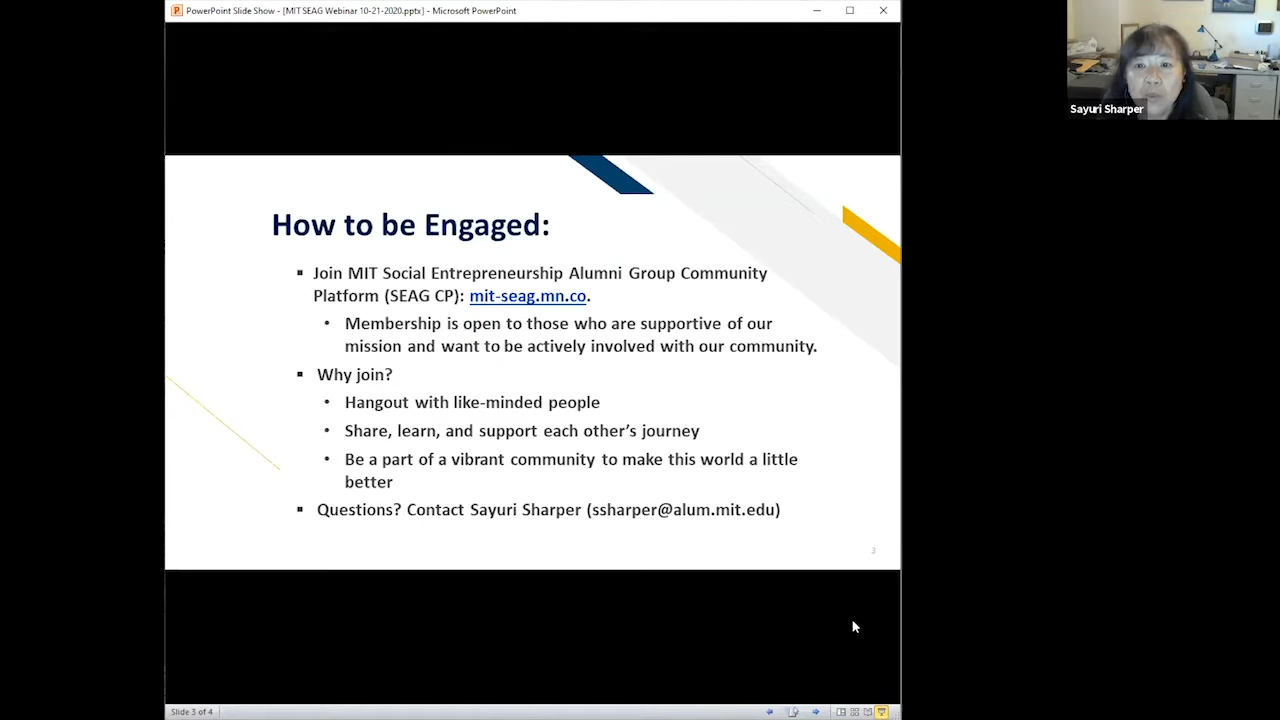 PowerPoint Slide Show - [MIT SEAG Webinar 10-21-2020.pptx] - Microsoft PowerPoint
Sayuri Sharper
How to be Engaged:
▪ Join MIT Social Entrepreneurship Alumni Group Community
Platform (SEAG CP): mit-seag.mn.co.
• Membership is open to those who are supportive of our
mission and want to be actively involved with our community.
▪ Why join?
• Hangout with like-minded people
• Share, learn, and support each other's journey
• Be a part of a vibrant community to make this world a little
better
▪ Questions? Contact Sayuri Sharper (ssharper@alum.mit.edu)
3
Slide 3 of 4